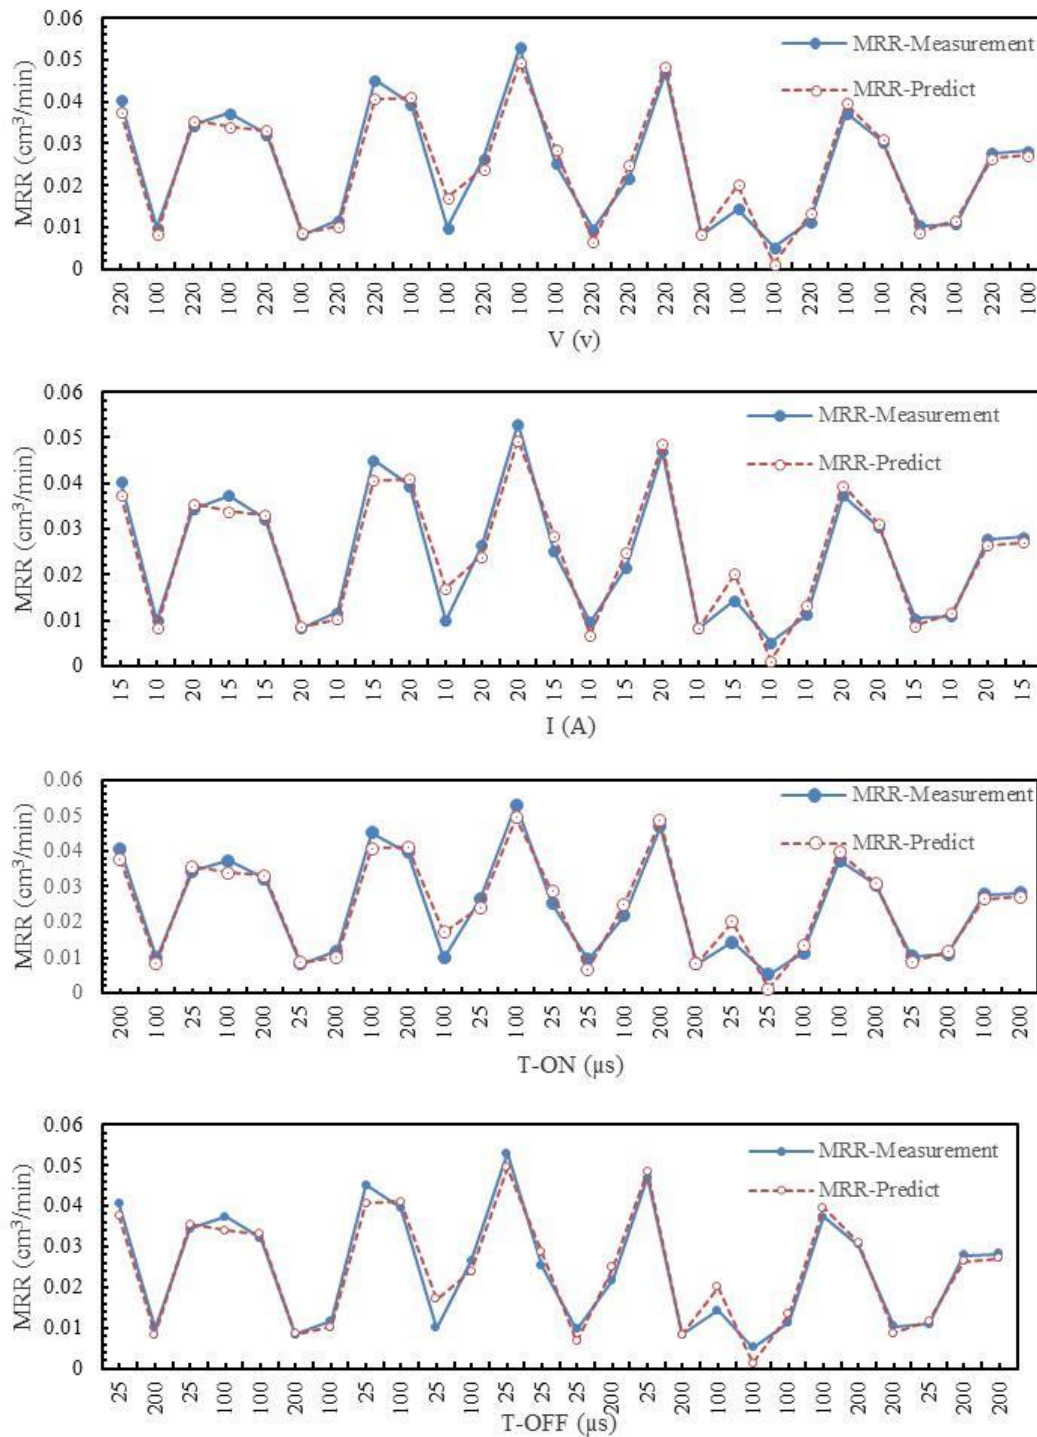 0.06
0.05
0.04
0.03
0.02
0.01
0
MRR (cm³/min)
MRR-Measurement
MRR-Predict
220 100 220 100 220 100 220 220 100 100 220 100 100 220 220 220 220 100 100 220 100 100 220 100 220 100
V (v)
0.06
0.05
0.04
0.03
0.02
0.01
0
MRR (cm³/min)
MRR-Measurement
MRR-Predict
15 10 20 15 15 20 10 15 20 10 20 20 15 10 15 20 10 15 10 10 20 20 15 10 20 15
I (A)
0.06
0.05
0.04
0.03
0.02
0.01
0
MRR (cm³/min)
MRR-Measurement
MRR-Predict
200 100 25 100 200 25 200 100 200 100 25 100 25 25 100 200 200 25 25 100 100 200 25 200 100 200
T-ON (μs)
0.06
0.05
0.04
0.03
0.02
0.01
0
MRR (cm³/min)
MRR-Measurement
MRR-Predict
25 200 25 100 100 200 100 25 100 25 100 25 25 25 200 25 200 100 100 100 100 200 200 25 200 200
T-OFF (μs)